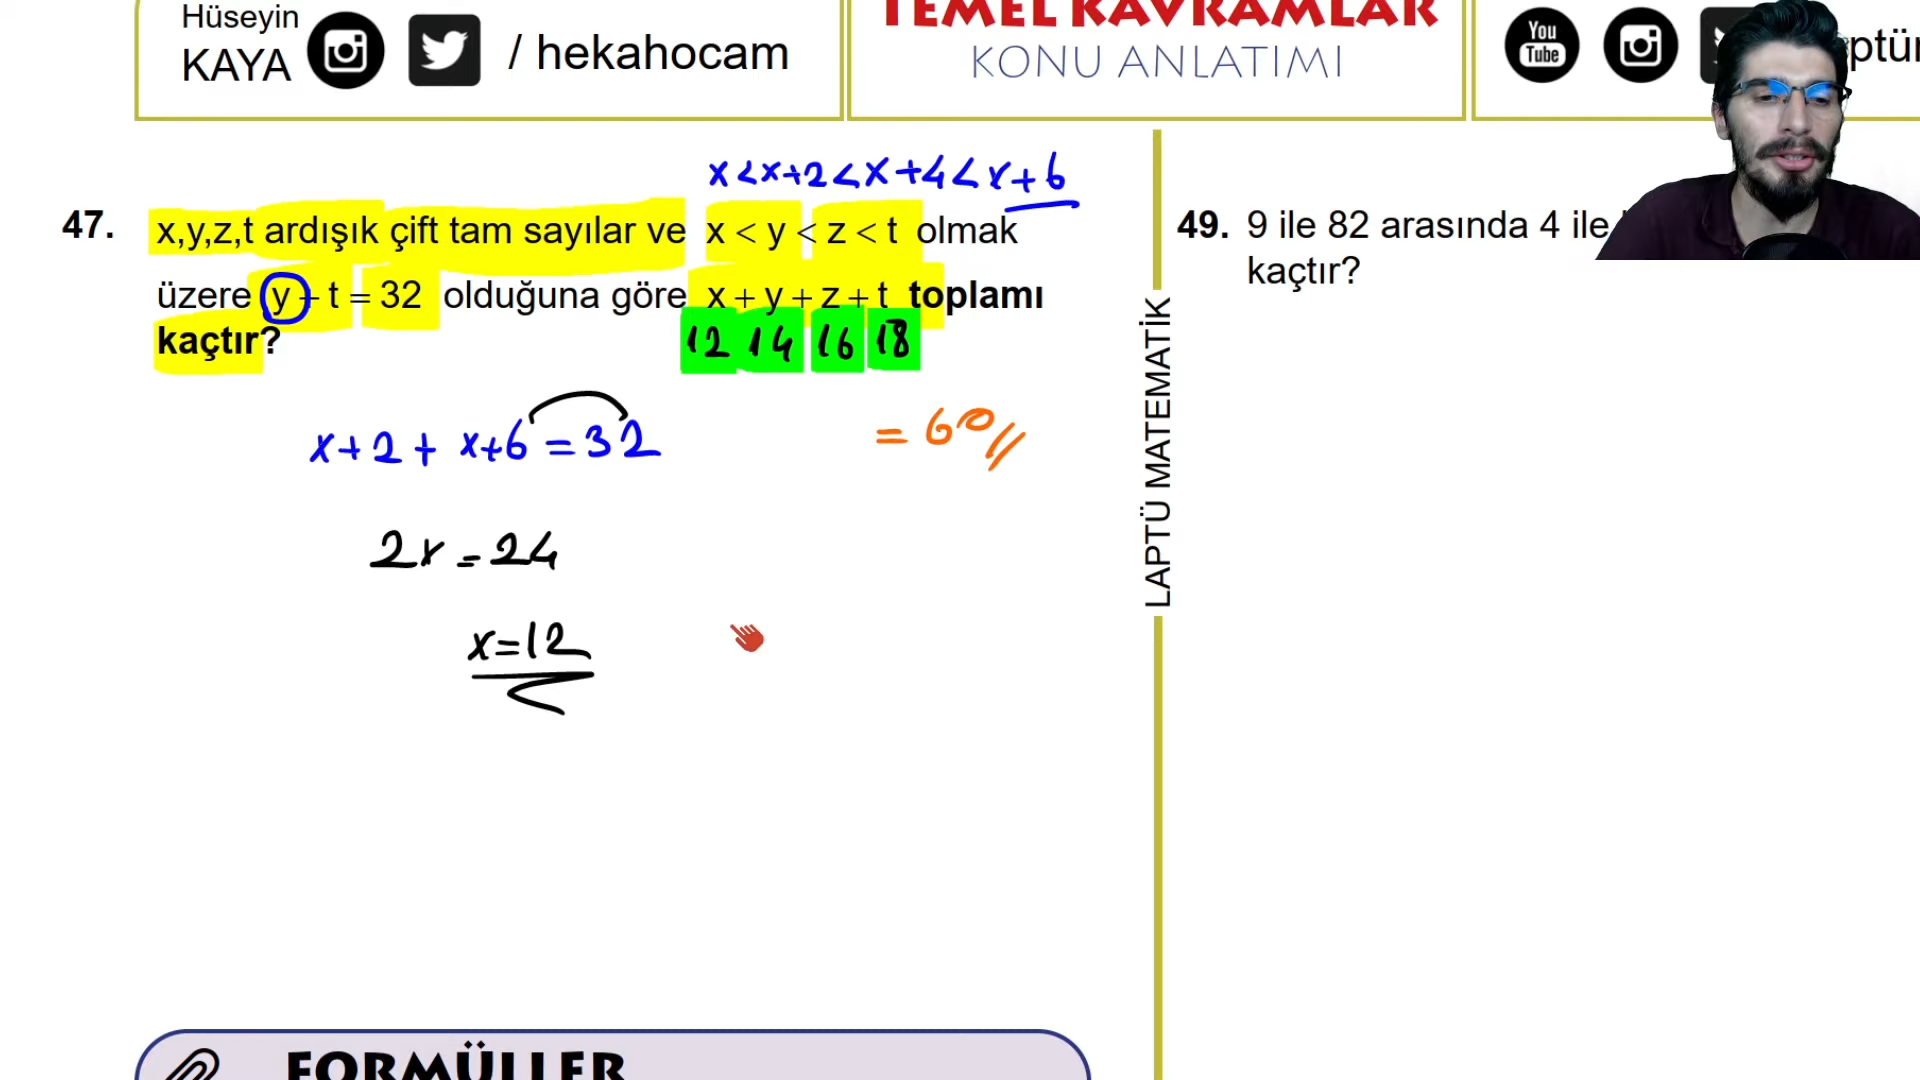 Hüseyin
KAYA
/ hekahocam
TEMEL KAVRAMLAR
KONU ANLATIMI
You
Tube
x<x+2<x+4<x+6
47. x,y,z,t ardışık çift tam sayılar ve x < y < z < t olmak
üzere y + t = 32 olduğuna göre x + y + z + t toplamı
kaçtır?
12 14 16 18
x+2 + x+6 = 32
= 60//
2x = 24
x=12
LAPTÜ MATEMATİK
49. 9 ile 82 arasında 4 ile
kaçtır?
FORMÜLLER